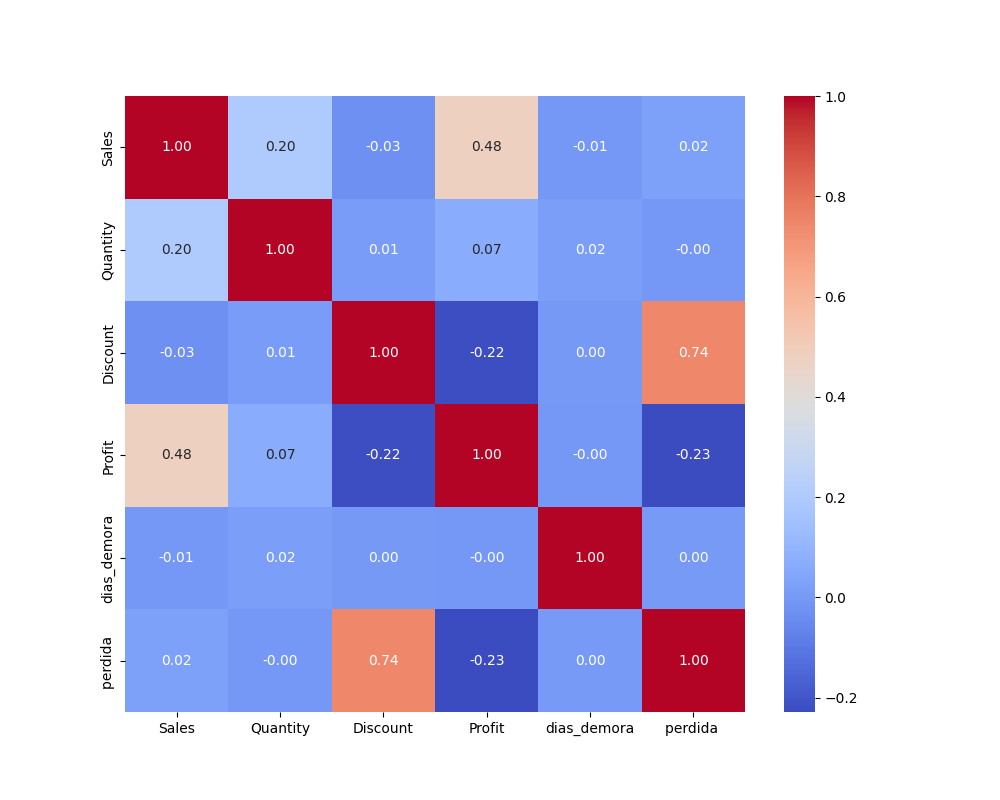 Sales 1.00 0.20 -0.03 0.48 -0.01 0.02
Quantity 0.20 1.00 0.01 0.07 0.02 -0.00
Discount -0.03 0.01 1.00 -0.22 0.00 0.74
Profit 0.48 0.07 -0.22 1.00 -0.00 -0.23
dias_demora -0.01 0.02 0.00 -0.00 1.00 0.00
perdida 0.02 -0.00 0.74 -0.23 0.00 1.00
Sales Quantity Discount Profit dias_demora perdida
1.0
0.8
0.6
0.4
0.2
0.0
−0.2